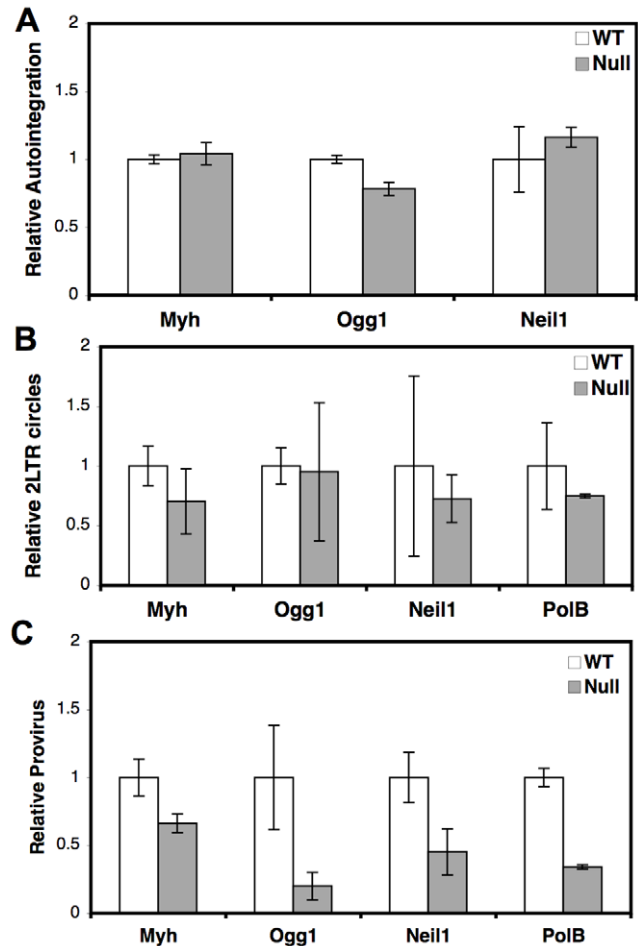 A
Relative Autointegration
2
1.5
1
0.5
0
WT
Null
Myh Ogg1 Neil1
B
Relative 2LTR circles
2
1.5
1
0.5
0
WT
Null
Myh Ogg1 Neil1 PolB
C
Relative Provirus
2
1.5
1
0.5
0
WT
Null
Myh Ogg1 Neil1 PolB